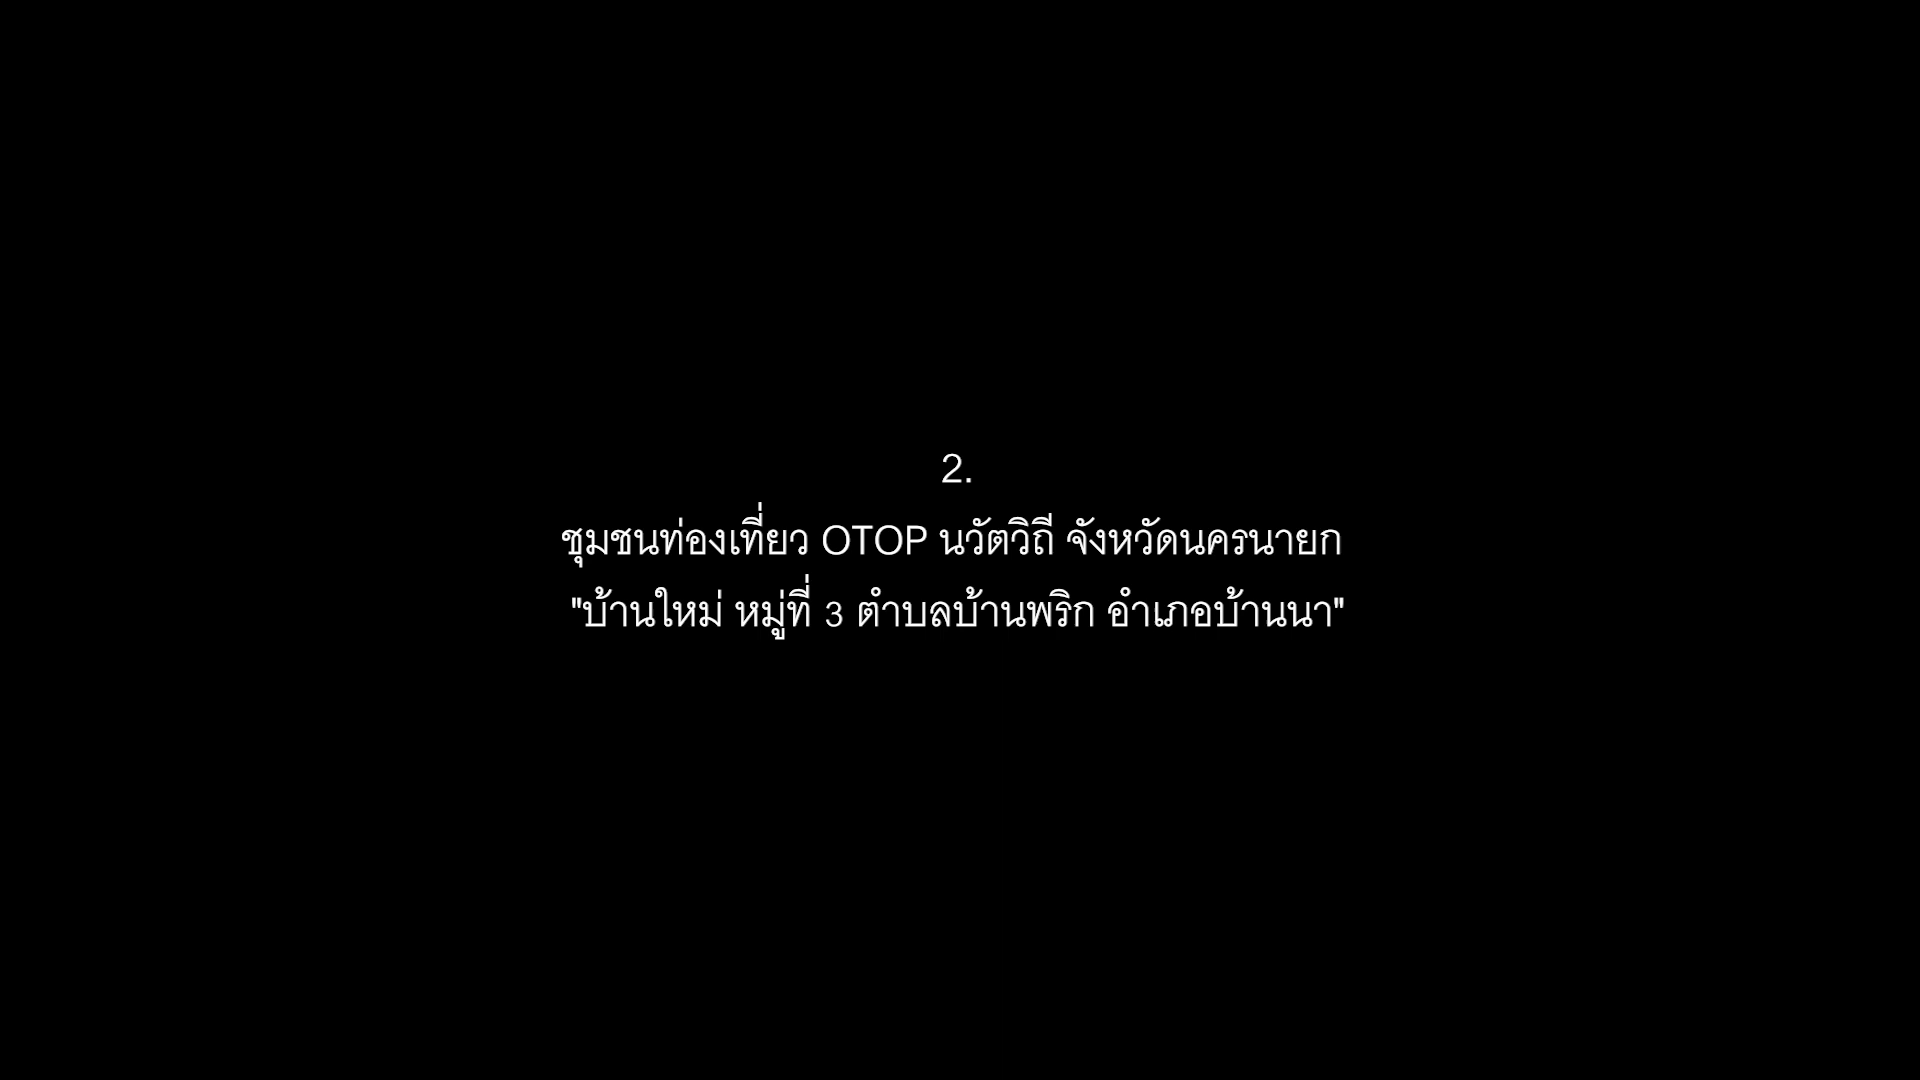 2.
ชุมชนท่องเที่ยว OTOP นวัตวิถี จังหวัดนครนายก
"บ้านใหม่ หมู่ที่ 3 ตำบลบ้านพริก อำเภอบ้านนา"